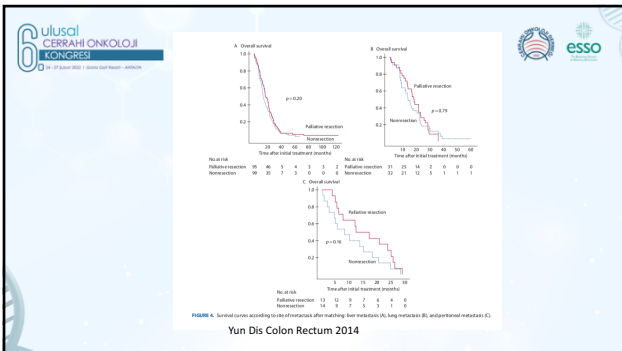 6.
ulusal
CERRAHİ ONKOLOJİ
KONGRESİ
esso
A Overall survival
1.0
0.8
0.6
0.4
0.2
p = 0.20
Palliative resection
Nonresection
20 40 60 80 100 120
Time after initial treatment (months)
No. at risk
Palliative resection 95 46 5 4 3 3 2
Nonresection 99 35 7 3 0 0 0
B Overall survival
1.0
0.8
0.6
0.4
0.2
Palliative resection
p = 0.79
Nonresection
10 20 30 40 50 60
Time after initial treatment (months)
No. at risk
Palliative resection 31 25 14 2 0 0 0
Nonresection 32 21 12 5 1 1 1
C Overall survival
1.0
0.8
0.6
0.4
0.2
Palliative resection
p = 0.16
Nonresection
5 10 15 20 25 30
Time after initial treatment (months)
No. at risk
Palliative resection 13 12 9 7 6 4 0
Nonresection 14 9 7 5 3 1 0
FIGURE 4. Survival curves according to site of metastasis after matching: liver metastasis (A), lung metastasis (B), and peritoneal metastasis (C).
Yun Dis Colon Rectum 2014